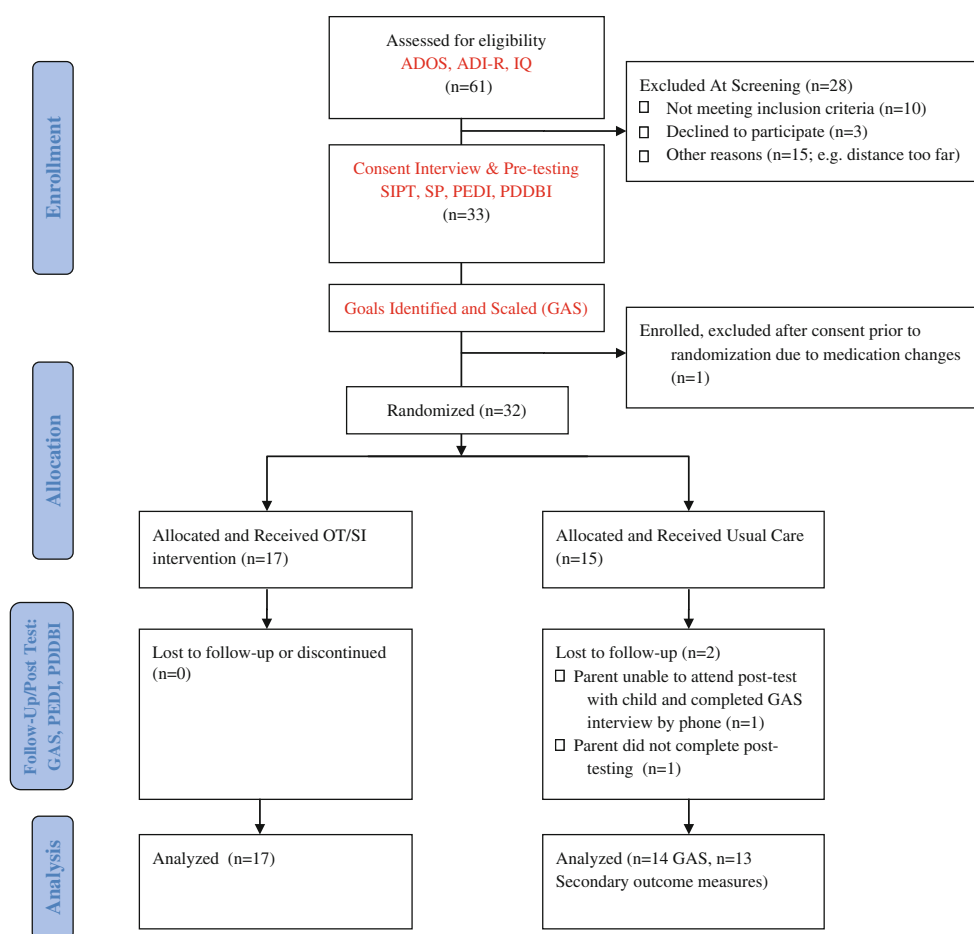 Enrollment
Assessed for eligibility
ADOS, ADI-R, IQ
(n=61)
Excluded At Screening (n=28)
Not meeting inclusion criteria (n=10)
Declined to participate (n=3)
Other reasons (n=15; e.g. distance too far)
Consent Interview & Pre-testing
SIPT, SP, PEDI, PDDBI
(n=33)
Goals Identified and Scaled (GAS)
Enrolled, excluded after consent prior to
randomization due to medication changes
(n=1)
Allocation
Randomized (n=32)
Allocated and Received OT/SI
intervention (n=17)
Allocated and Received Usual Care
(n=15)
Follow-Up/Post Test:
GAS, PEDI, PDDBI
Lost to follow-up or discontinued
(n=0)
Lost to follow-up (n=2)
Parent unable to attend post-test
with child and completed GAS
interview by phone (n=1)
Parent did not complete post-
testing (n=1)
Analysis
Analyzed (n=17)
Analyzed (n=14 GAS, n=13
Secondary outcome measures)